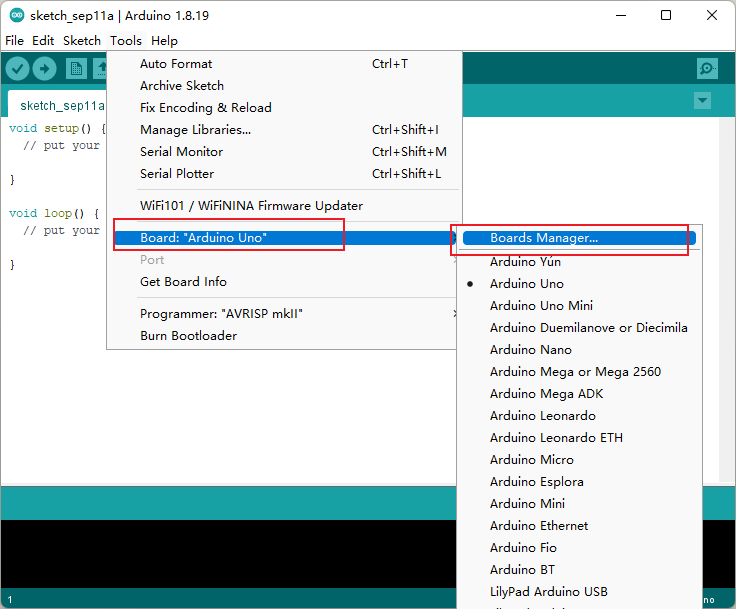 sketch_sep11a | Arduino 1.8.19
File Edit Sketch Tools Help
sketch_sep11a
void setup() {
// put your
}
void loop() {
// put your
}
Auto Format Ctrl+T
Archive Sketch
Fix Encoding & Reload
Manage Libraries... Ctrl+Shift+I
Serial Monitor Ctrl+Shift+M
Serial Plotter Ctrl+Shift+L
WiFi101 / WiFiNINA Firmware Updater
Board: "Arduino Uno"
Port
Get Board Info
Programmer: "AVRISP mkII"
Burn Bootloader
Boards Manager...
Arduino Yún
Arduino Uno
Arduino Uno Mini
Arduino Duemilanove or Diecimila
Arduino Nano
Arduino Mega or Mega 2560
Arduino Mega ADK
Arduino Leonardo
Arduino Leonardo ETH
Arduino Micro
Arduino Esplora
Arduino Mini
Arduino Ethernet
Arduino Fio
Arduino BT
LilyPad Arduino USB
1
no